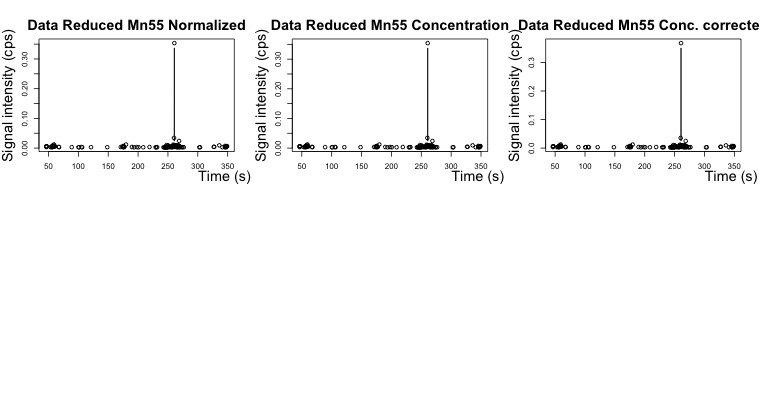 Data Reduced Mn55 Normalized
Signal intensity (cps)
0.00 0.10 0.20 0.30
50 100 150 200 250 300 350
Time (s)
Data Reduced Mn55 Concentration
Signal intensity (cps)
0.00 0.10 0.20 0.30
50 100 150 200 250 300 350
Time (s)
Data Reduced Mn55 Conc. correcte
Signal intensity (cps)
0.0 0.1 0.2 0.3
50 100 150 200 250 300 350
Time (s)